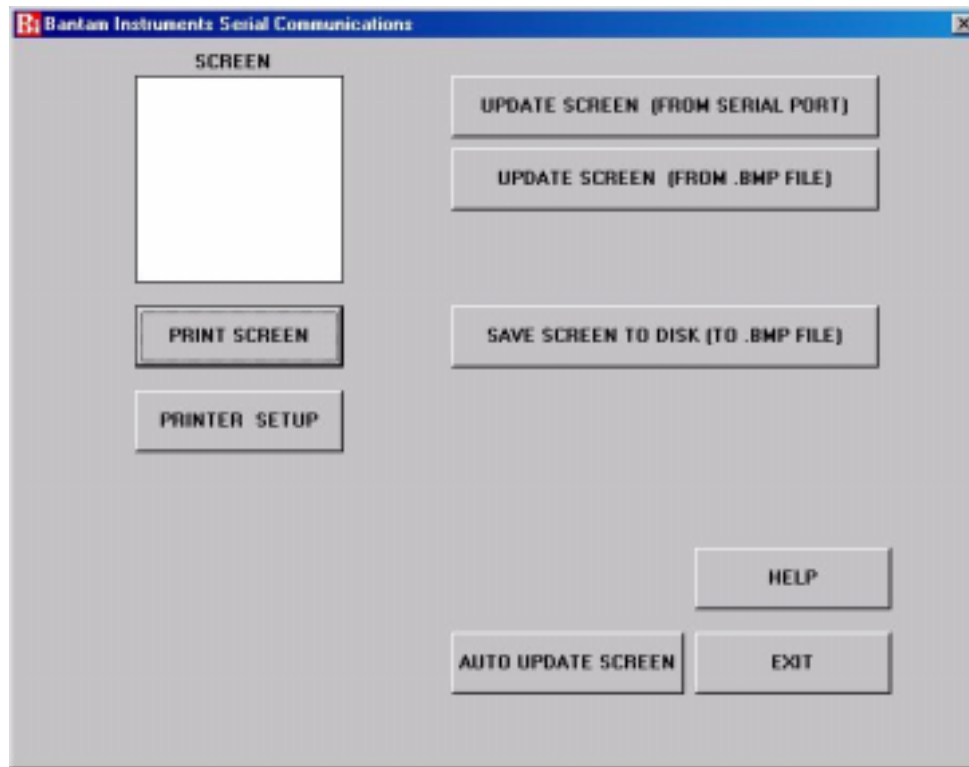 Bi Bantam Instruments Serial Communications
SCREEN
UPDATE SCREEN (FROM SERIAL PORT)
UPDATE SCREEN (FROM .BMP FILE)
PRINT SCREEN
SAVE SCREEN TO DISK (TO .BMP FILE)
PRINTER SETUP
HELP
AUTO UPDATE SCREEN
EXIT